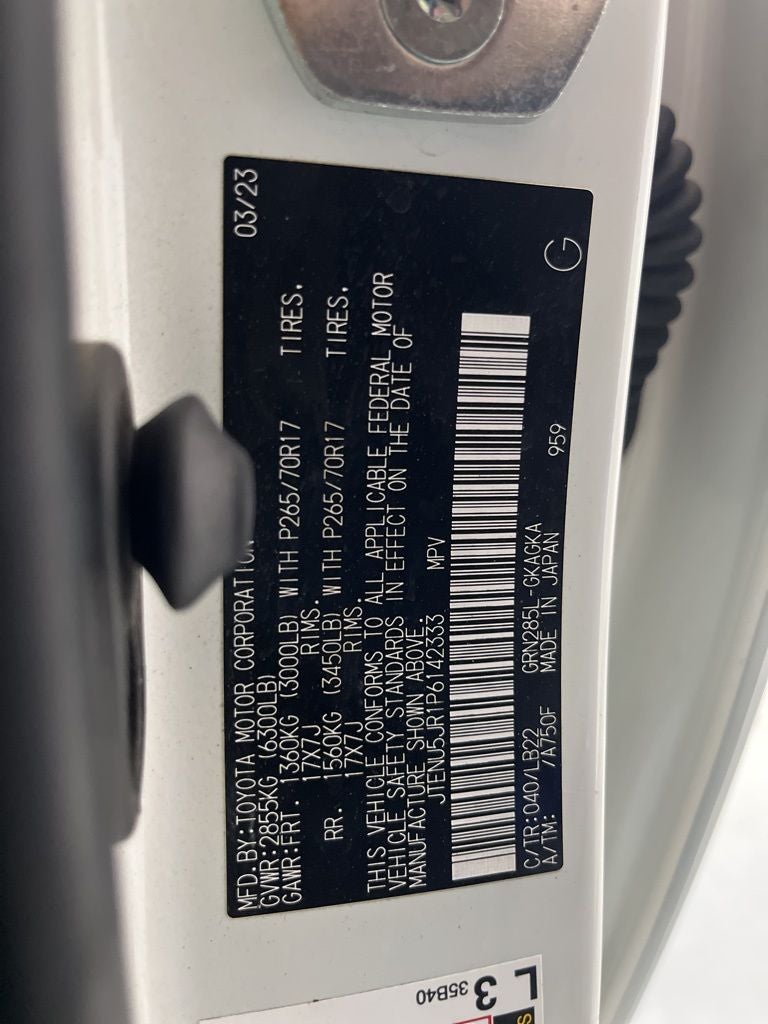 MFD.BY:TOYOTA MOTOR CORPORATION 03/23
GVWR:2855KG (6300LB)
GAWR:FRT. 1360KG (3000LB) WITH P265/70R17 TIRES.
17X7J RIMS.
RR. 1560KG (3450LB) WITH P265/70R17 TIRES.
17X7J RIMS.
THIS VEHICLE CONFORMS TO ALL APPLICABLE FEDERAL MOTOR
VEHICLE SAFETY STANDARDS IN EFFECT ON THE DATE OF
MANUFACTURE SHOWN ABOVE.
JTENU5JR1P6142333 MPV
C/TR:040/LB22 GRN285L-GKAGKA 959
A/TM: /A750F MADE IN JAPAN
G
L
3 35B40
S